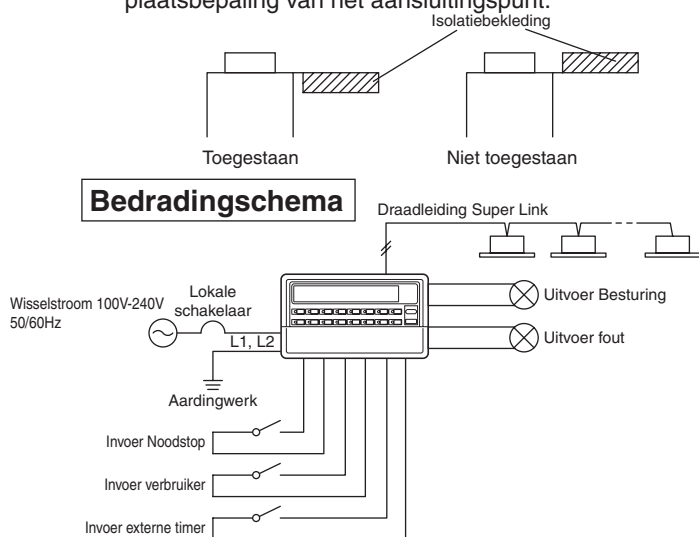 plaatsbepaling van het aansluitingspunt.
Isolatiebekleding
Toegestaan
Niet toegestaan
Bedradingschema
Draadleiding Super Link
Wisselstroom 100V-240V
50/60Hz
Lokale
schakelaar
L1, L2
Aardingwerk
Uitvoer Besturing
Uitvoer fout
Invoer Noodstop
Invoer verbruiker
Invoer externe timer